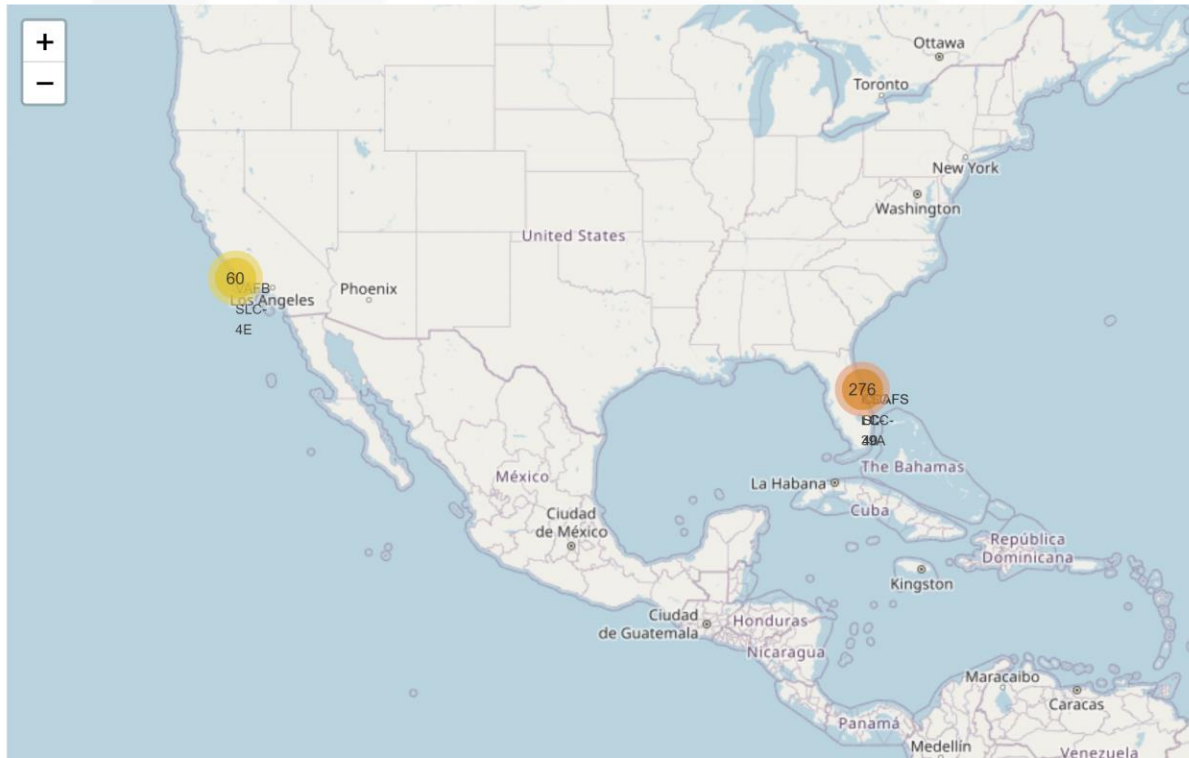 +
−
Ottawa
Toronto
New York
Washington
United States
60
Los Angeles
SLC-
4E
Phoenix
276
The Bahamas
México
La Habana
Cuba
Ciudad
de México
República
Dominicana
Kingston
Ciudad
de Guatemala
Honduras
Nicaragua
Maracaibo
Caracas
Panamá
Medellín
Venezuela